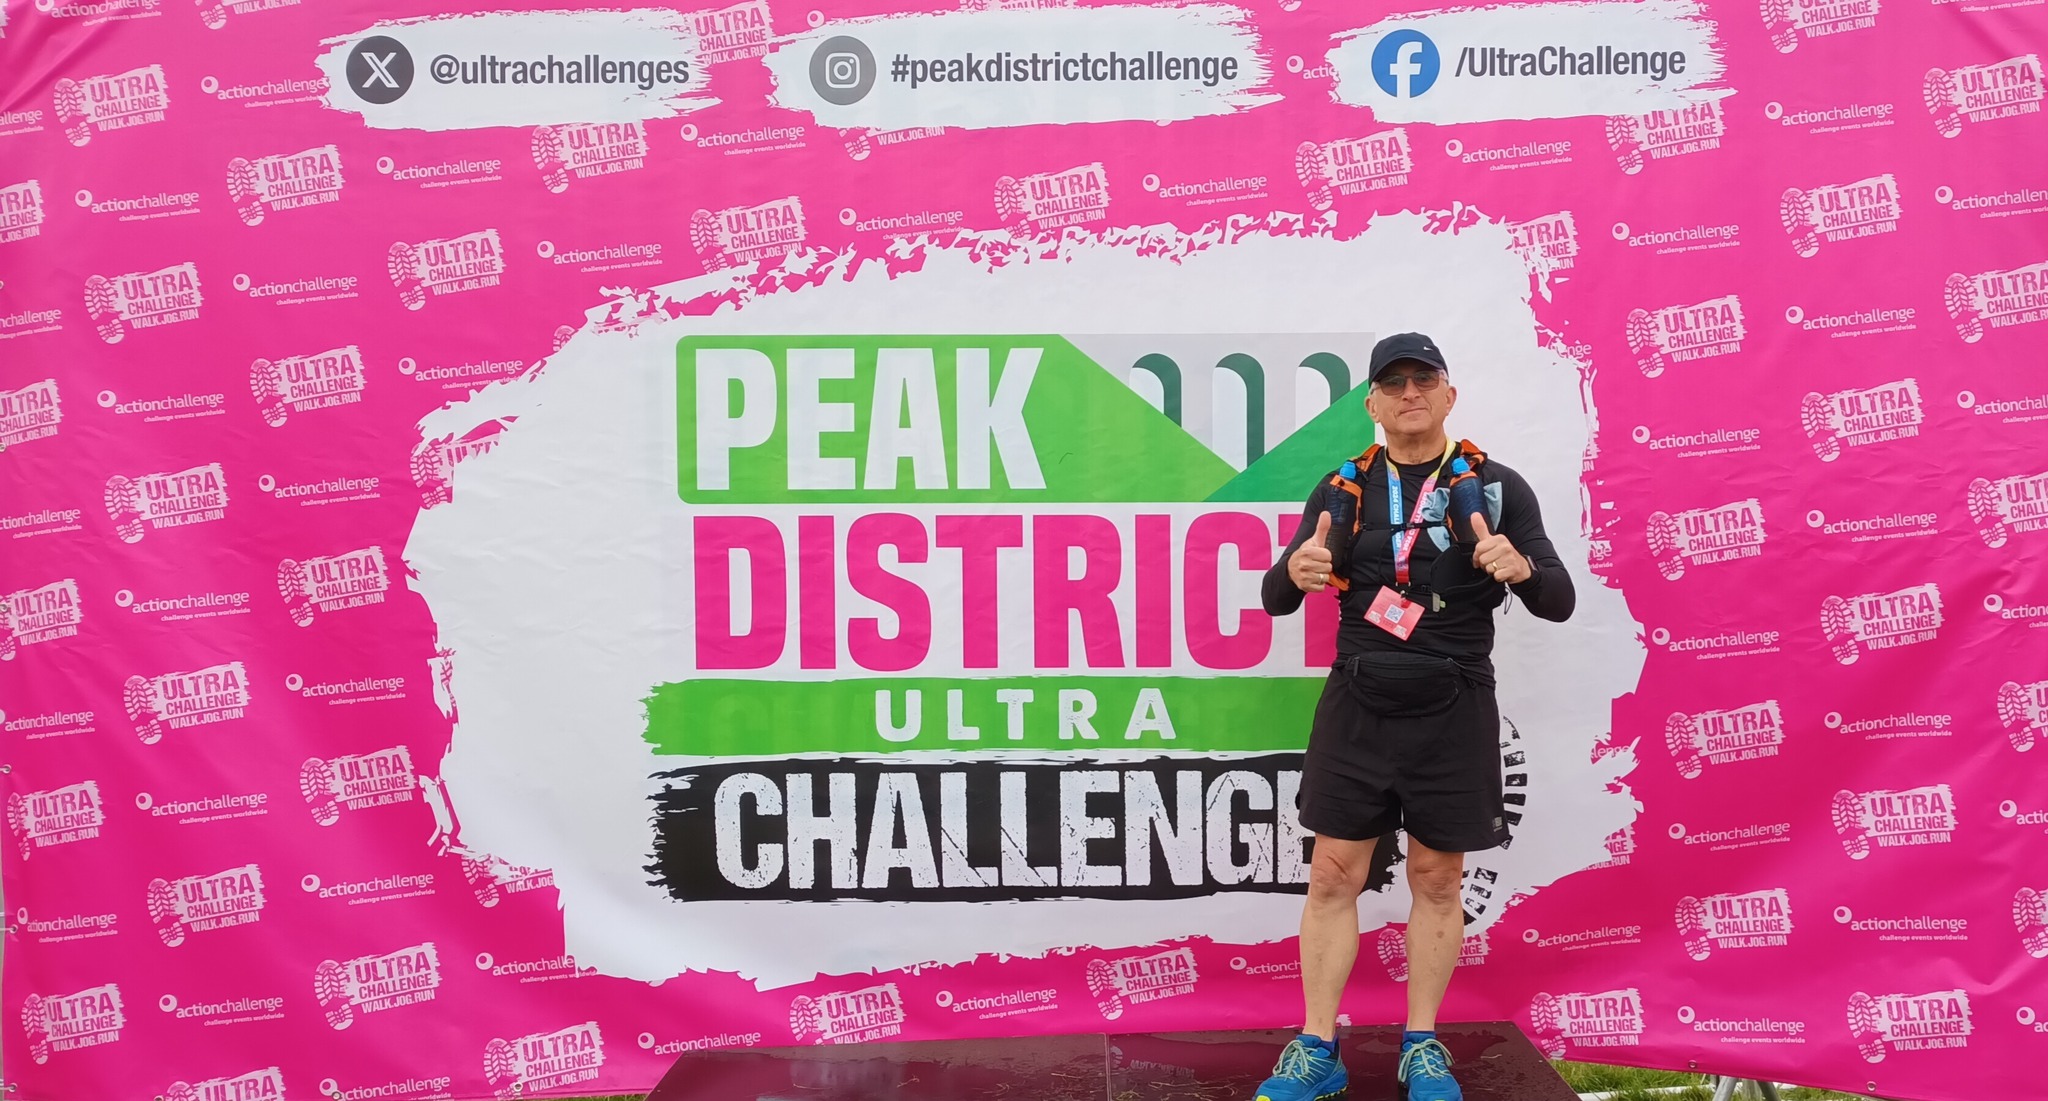 @ultrachallenges
#peakdistrictchallenge
/UltraChallenge
PEAK
DISTRICT
ULTRA
CHALLENGE
ULTRA
CHALLENGE
WALK.JOG.RUN
actionchallenge
challenge events worldwide